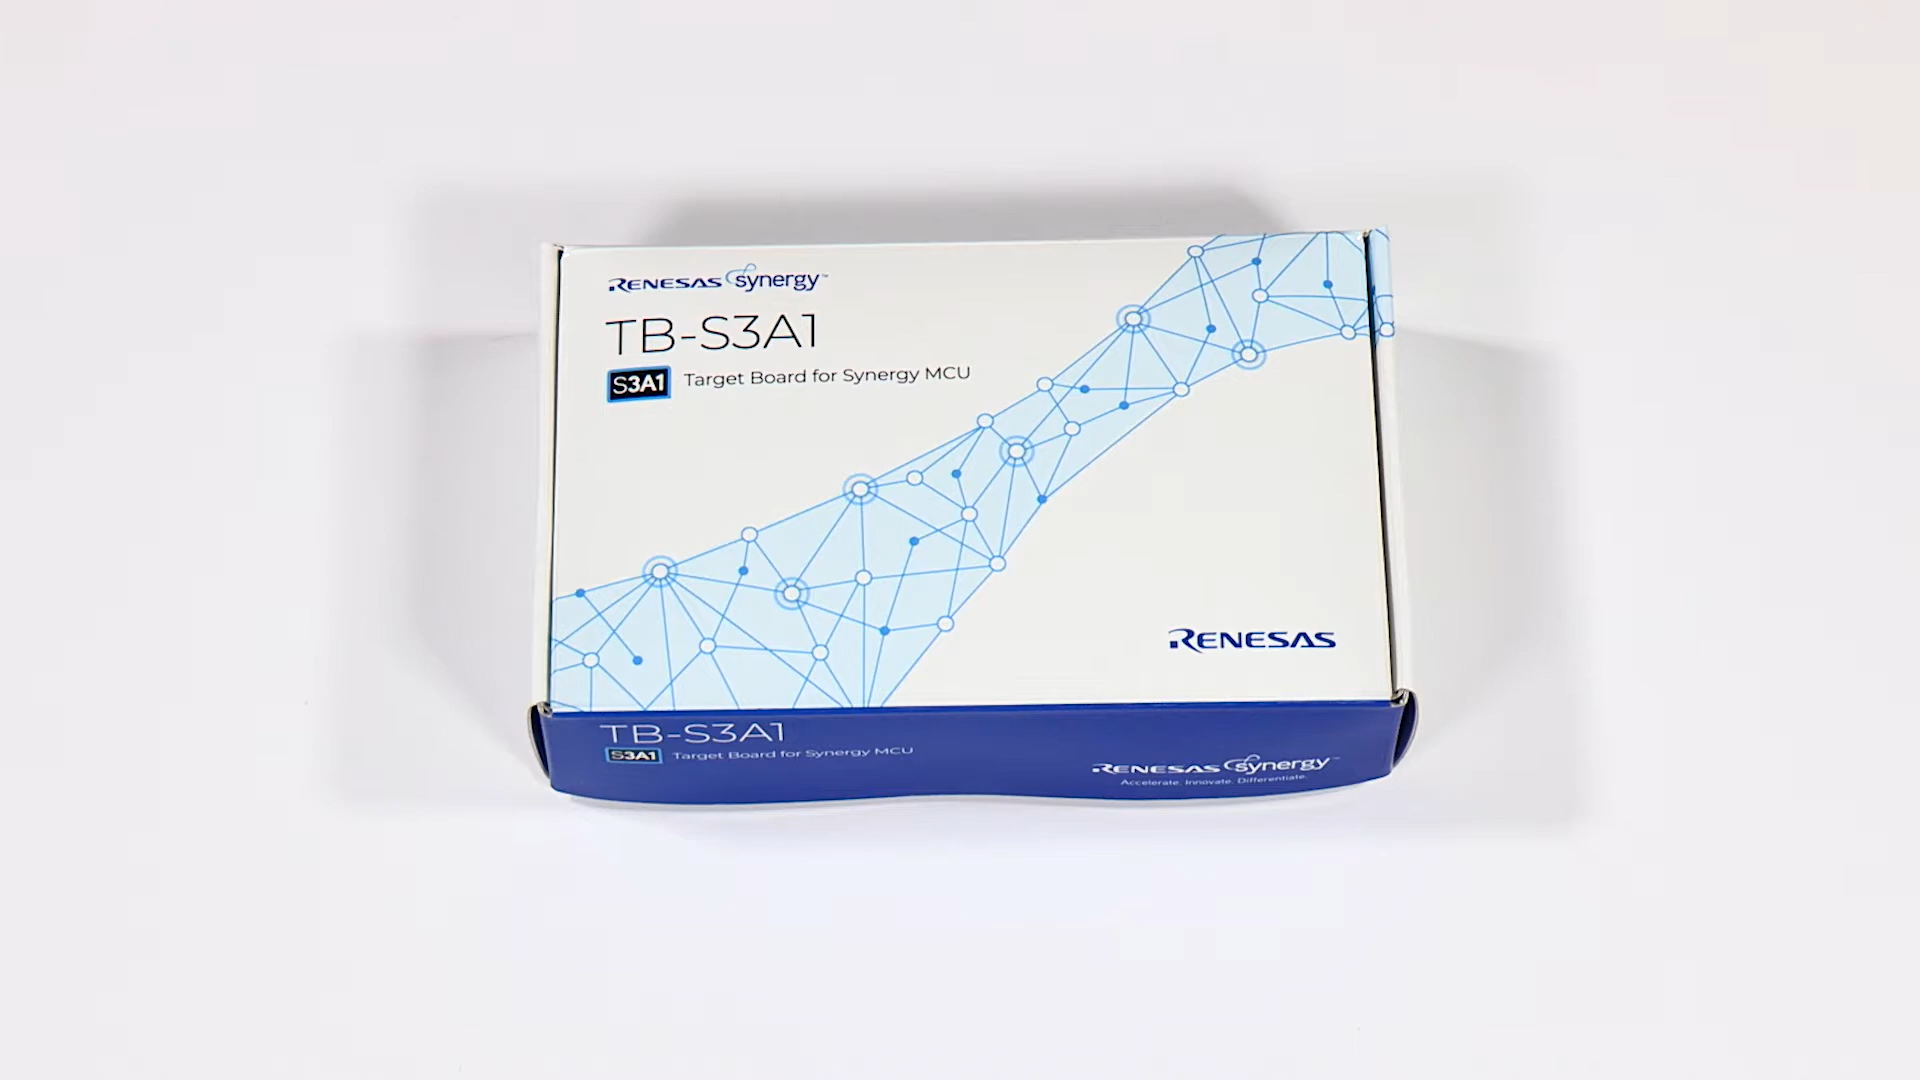 RENESAS synergy™
TB-S3A1
S3A1 Target Board for Synergy MCU
RENESAS
TB-S3A1
S3A1 Target Board for Synergy MCU
RENESAS synergy™
Accelerate. Innovate. Differentiate.